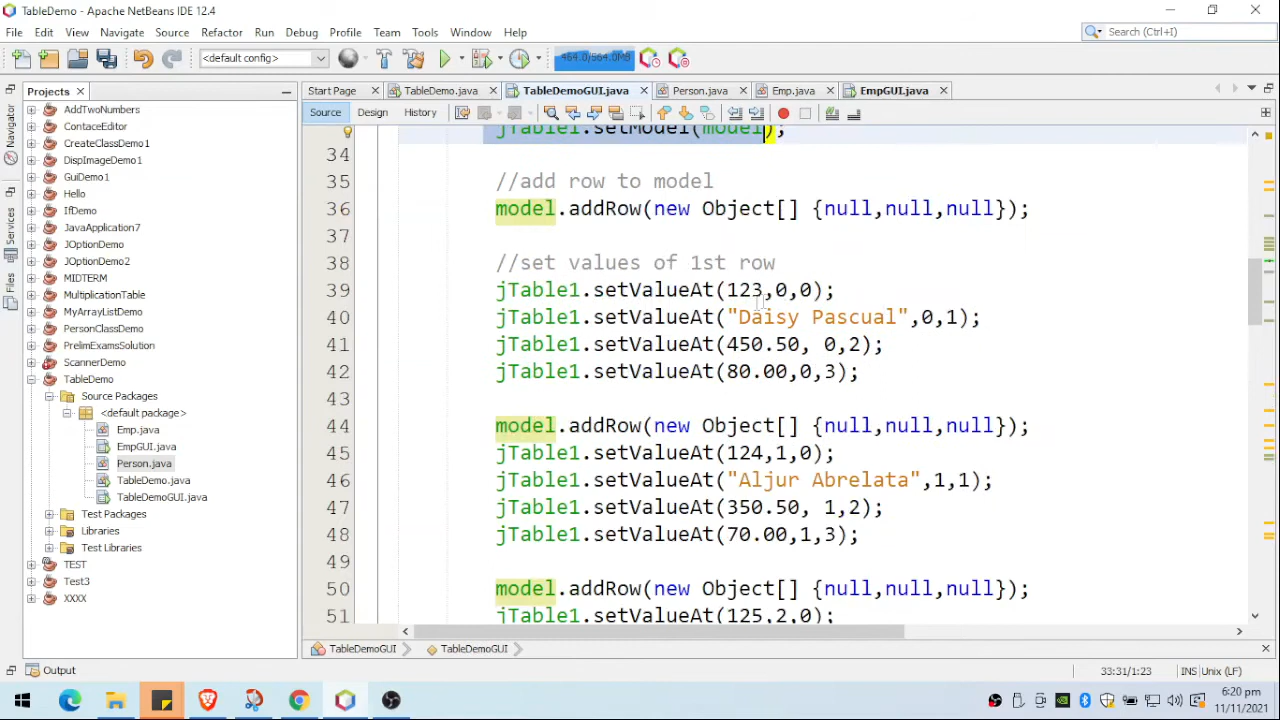 TableDemo - Apache NetBeans IDE 12.4
File Edit View Navigate Source Refactor Run Debug Profile Team Tools Window Help
Search (Ctrl+I)
<default config>
464.0/564.0MB
Projects
Start Page TableDemo.java TableDemoGUI.java Person.java Emp.java EmpGUI.java
Source Design History
Navigator
Services
Files
AddTwoNumbers
ContaceEditor
CreateClassDemo1
DispImageDemo1
GuiDemo1
Hello
IfDemo
JavaApplication7
JOptionDemo
JOptionDemo2
MIDTERM
MultiplicationTable
MyArrayListDemo
PersonClassDemo
PrelimExamsSolution
ScannerDemo
TableDemo
Source Packages
<default package>
Emp.java
EmpGUI.java
Person.java
TableDemo.java
TableDemoGUI.java
Test Packages
Libraries
Test Libraries
TEST
Test3
XXXX
jTable1.setModel(model);
34
35 //add row to model
36 model.addRow(new Object[] {null,null,null});
37
38 //set values of 1st row
39 jTable1.setValueAt(123,0,0);
40 jTable1.setValueAt("Daisy Pascual",0,1);
41 jTable1.setValueAt(450.50, 0,2);
42 jTable1.setValueAt(80.00,0,3);
43
44 model.addRow(new Object[] {null,null,null});
45 jTable1.setValueAt(124,1,0);
46 jTable1.setValueAt("Aljur Abrelata",1,1);
47 jTable1.setValueAt(350.50, 1,2);
48 jTable1.setValueAt(70.00,1,3);
49
50 model.addRow(new Object[] {null,null,null});
51 jTable1.setValueAt(125,2,0);
TableDemoGUI TableDemoGUI
Output
33:31/1:23 INS Unix (LF)
6:20 pm
11/11/2021